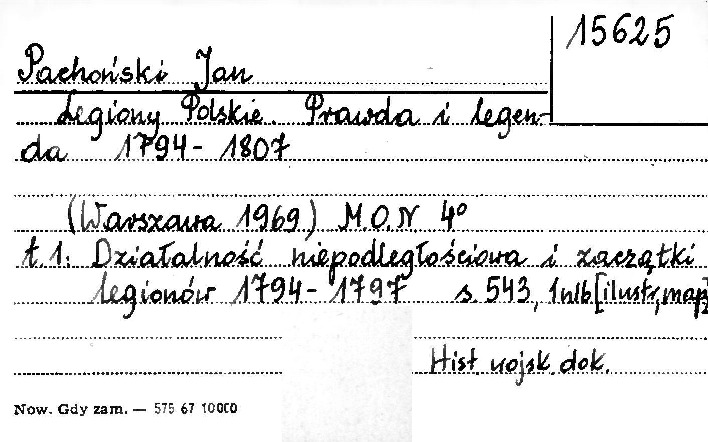 15625
Pachoński Jan
Legiony Polskie. Prawda i legen-
da 1794 - 1807
(Warszawa 1969) M.O.N 4º
t.1. Działalność niepodległościowa i zaczątki
legionów 1794 - 1797 s. 543, 1nlb [ilustr, map]
Hist. wojsk. dok.
Now. Gdy zam. — 575 67 10000